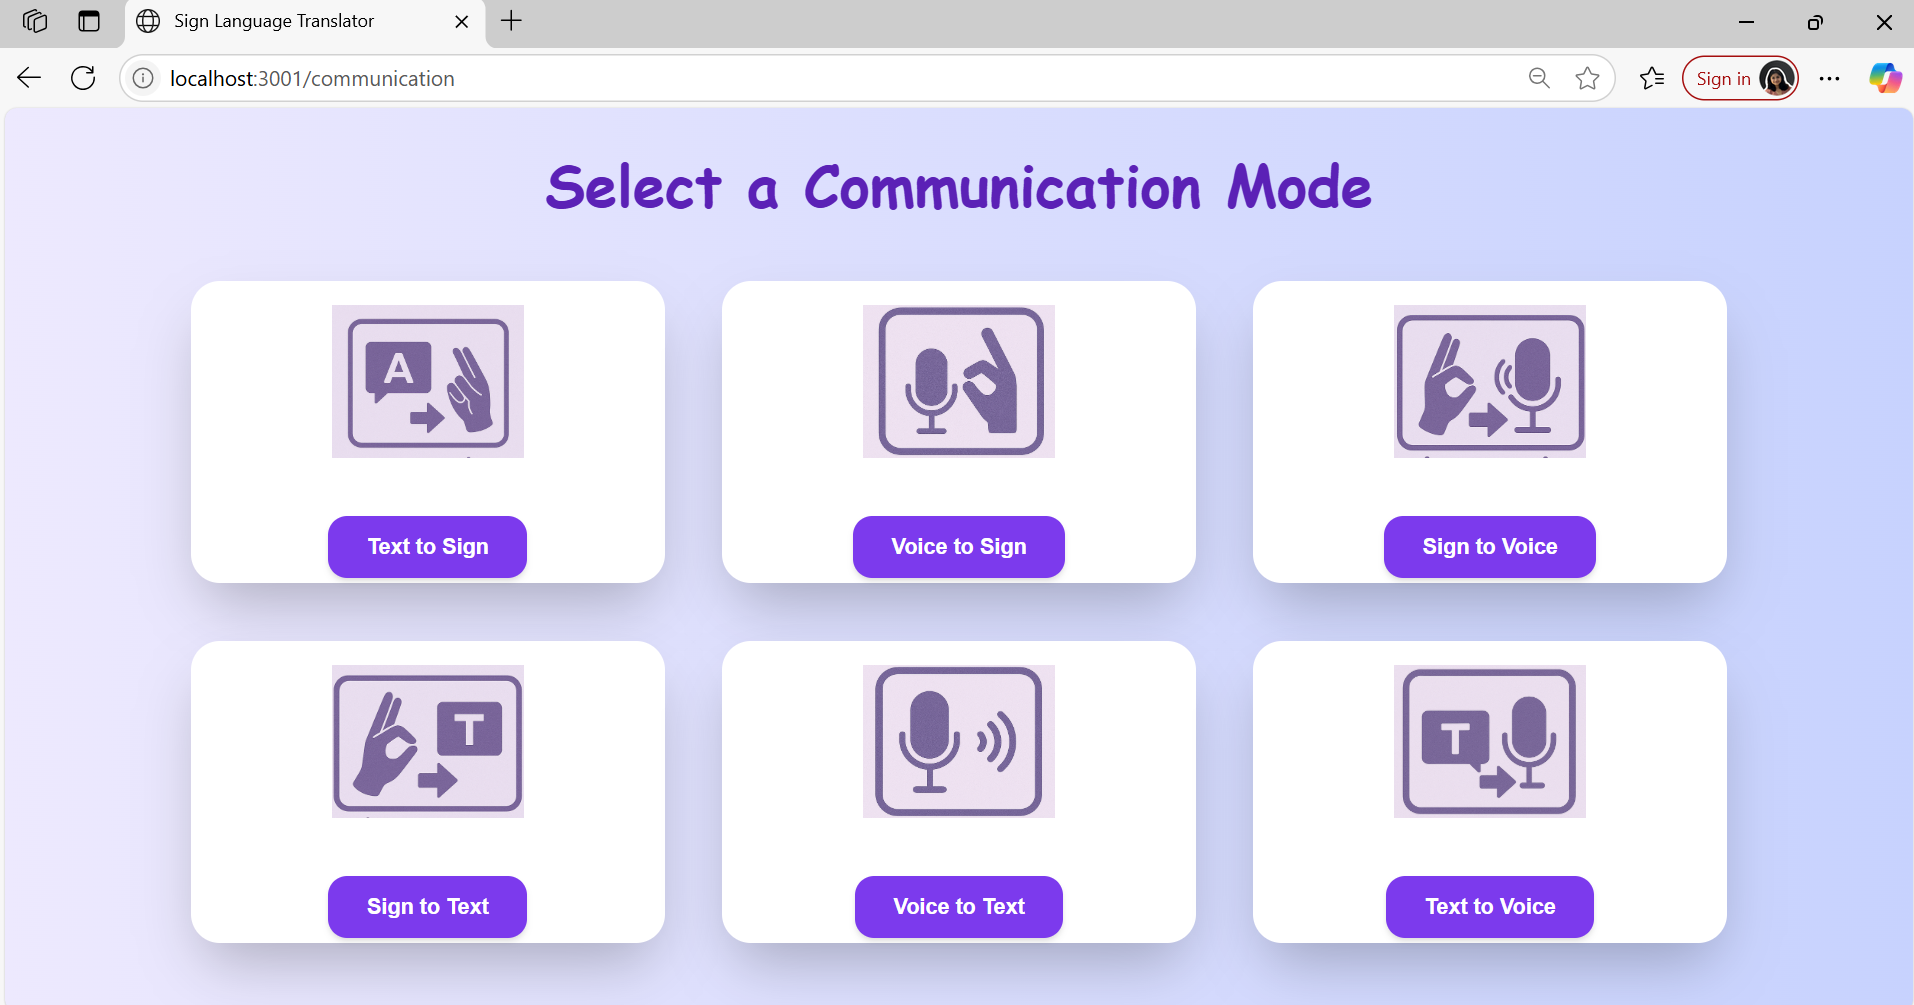 Sign Language Translator
localhost:3001/communication
Sign in
Select a Communication Mode
A
Text to Sign
Voice to Sign
Sign to Voice
T
T
Sign to Text
Voice to Text
Text to Voice